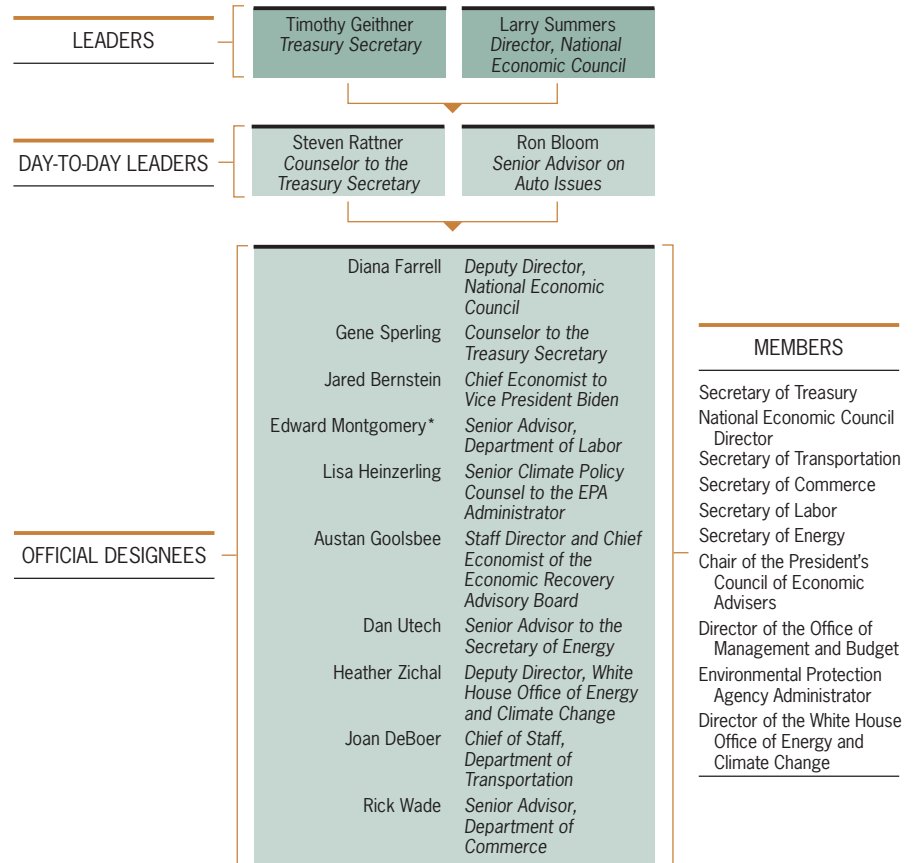 LEADERS
Timothy Geithner
Treasury Secretary
Larry Summers
Director, National
Economic Council
DAY-TO-DAY LEADERS
Steven Rattner
Counselor to the
Treasury Secretary
Ron Bloom
Senior Advisor on
Auto Issues
OFFICIAL DESIGNEES
Diana Farrell Deputy Director,
National Economic
Council
Gene Sperling Counselor to the
Treasury Secretary
Jared Bernstein Chief Economist to
Vice President Biden
Edward Montgomery* Senior Advisor,
Department of Labor
Lisa Heinzerling Senior Climate Policy
Counsel to the EPA
Administrator
Austan Goolsbee Staff Director and Chief
Economist of the
Economic Recovery
Advisory Board
Dan Utech Senior Advisor to the
Secretary of Energy
Heather Zichal Deputy Director, White
House Office of Energy
and Climate Change
Joan DeBoer Chief of Staff,
Department of
Transportation
Rick Wade Senior Advisor,
Department of
Commerce
MEMBERS
Secretary of Treasury
National Economic Council
Director
Secretary of Transportation
Secretary of Commerce
Secretary of Labor
Secretary of Energy
Chair of the President's
Council of Economic
Advisers
Director of the Office of
Management and Budget
Environmental Protection
Agency Administrator
Director of the White House
Office of Energy and
Climate Change